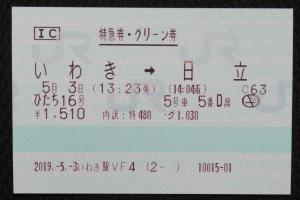 IC 特急券・グリーン券
いわき → 日立
5月 3日 (13:23発) (14:04着) C63
ひたち16号 5号車 5番D席
¥1,510 内訳:特480・グ1,030
2019.-5.-3いわき駅VF4 (2- ) 10015-01